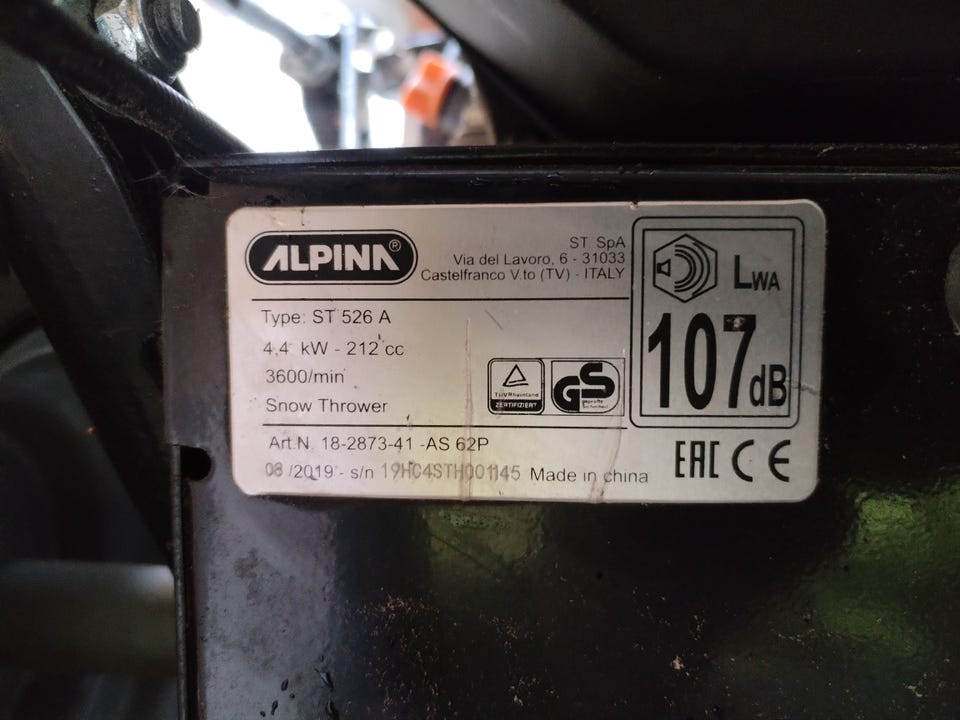 ALPINA®
ST SpA
Via del Lavoro, 6 - 31033
Castelfranco V.to (TV) - ITALY
Type: ST 526 A
4,4 kW - 212 cc
3600/min
Snow Thrower
TÜVRheinland
ZERTIFIZIERT
GS
geprüfte
Sicherheit
LWA
107dB
Art.N. 18-2873-41 -AS 62P
08 /2019 - s/n 19HC4STH001145 Made in china
EAC CE